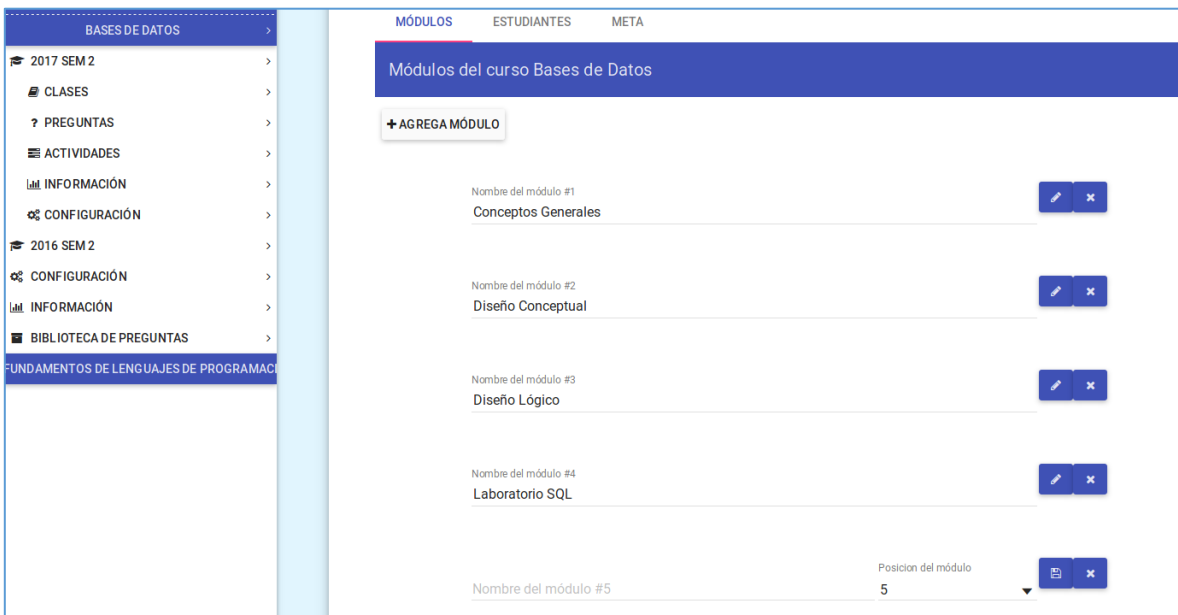 BASES DE DATOS
2017 SEM 2
CLASES
? PREGUNTAS
ACTIVIDADES
INFORMACIÓN
CONFIGURACIÓN
2016 SEM 2
CONFIGURACIÓN
INFORMACIÓN
BIBLIOTECA DE PREGUNTAS
FUNDAMENTOS DE LENGUAJES DE PROGRAMACI
MÓDULOS ESTUDIANTES META
Módulos del curso Bases de Datos
+ AGREGA MÓDULO
Nombre del módulo #1
Conceptos Generales
Nombre del módulo #2
Diseño Conceptual
Nombre del módulo #3
Diseño Lógico
Nombre del módulo #4
Laboratorio SQL
Posicion del módulo
Nombre del módulo #5 5